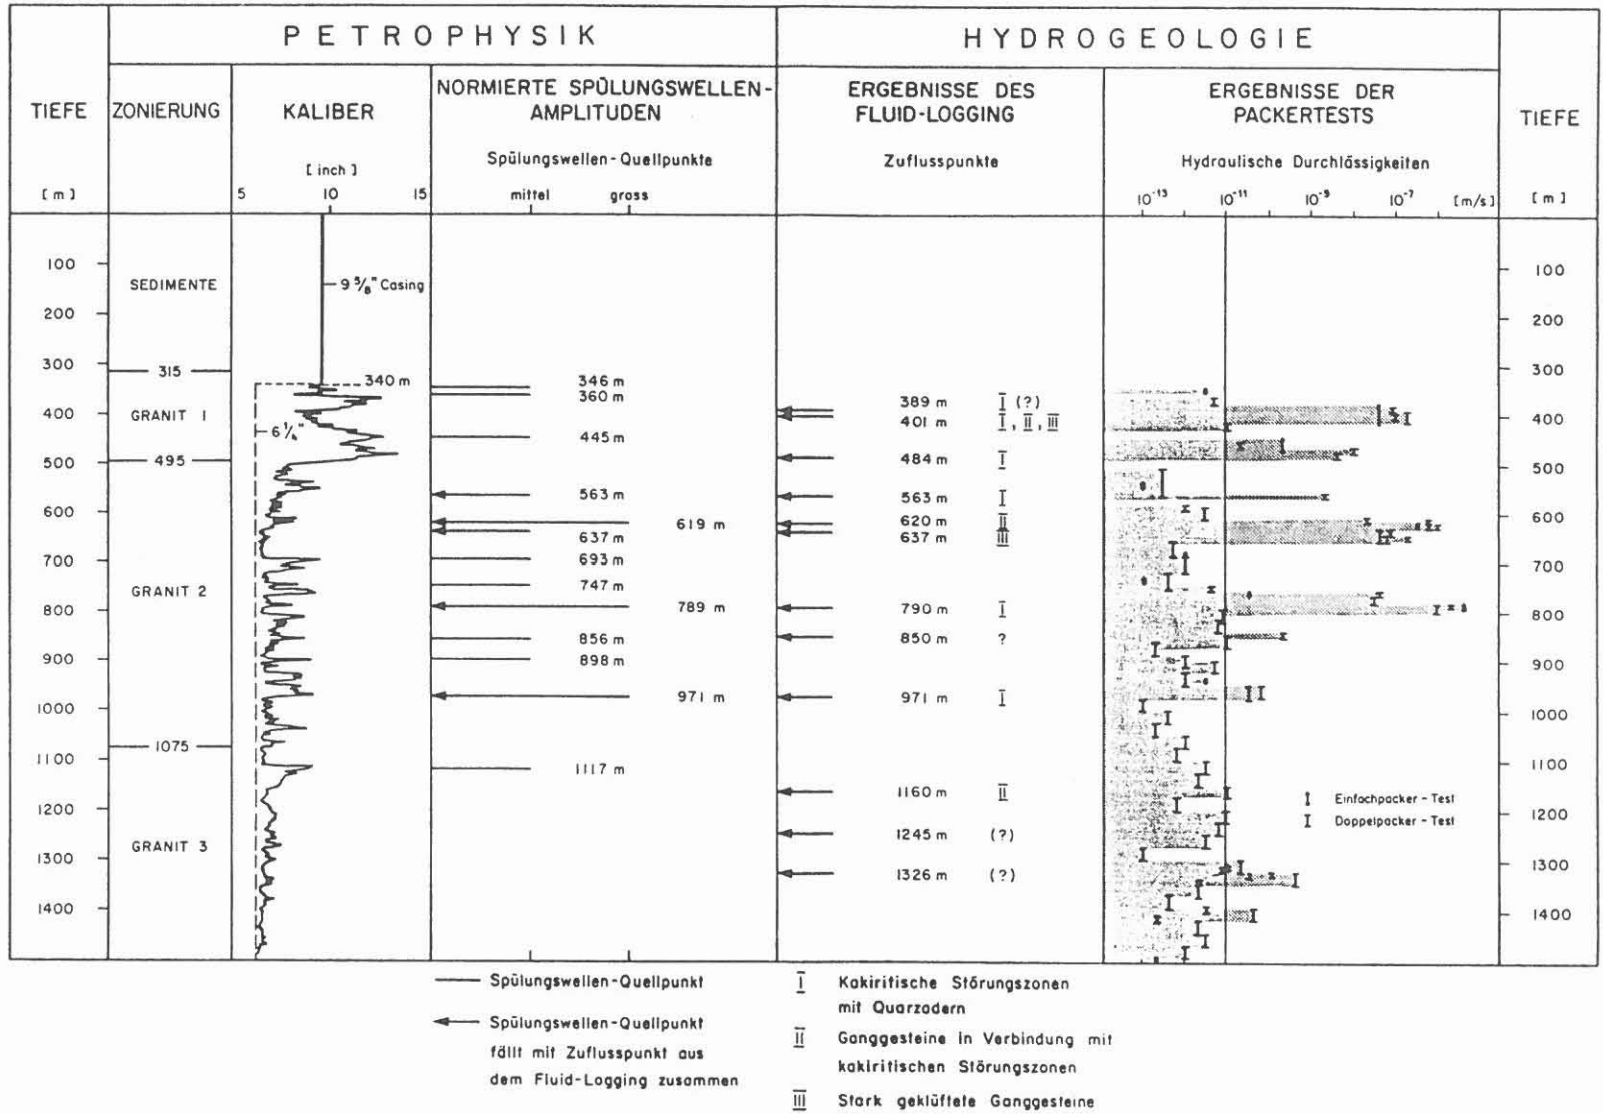 PETROPHYSIK
HYDROGEOLOGIE
TIEFE
[ m ]
ZONIERUNG
KALIBER
[ inch ]
5 10 15
NORMIERTE SPÜLUNGSWELLEN-
AMPLITUDEN
Spülungswellen-Quellpunkte
mittel gross
ERGEBNISSE DES
FLUID-LOGGING
Zuflusspunkte
ERGEBNISSE DER
PACKERTESTS
Hydraulische Durchlässigkeiten
10⁻¹³ 10⁻¹¹ 10⁻⁹ 10⁻⁷ [m/s]
TIEFE
[ m ]
100
200
300
400
500
600
700
800
900
1000
1100
1200
1300
1400
SEDIMENTE
315
GRANIT 1
495
GRANIT 2
1075
GRANIT 3
9 5/8" Casing
340 m
6 1/4"
346 m
360 m
445 m
563 m
619 m
637 m
693 m
747 m
789 m
856 m
898 m
971 m
1117 m
389 m I (?)
401 m I, II, III
484 m I
563 m I
620 m II
637 m III
790 m I
850 m ?
971 m I
1160 m II
1245 m (?)
1326 m (?)
Einfachpacker - Test
Doppelpacker - Test
100
200
300
400
500
600
700
800
900
1000
1100
1200
1300
1400
Spülungswellen-Quellpunkt
Spülungswellen-Quellpunkt
fällt mit Zuflusspunkt aus
dem Fluid-Logging zusammen
I Kakiritische Störungszonen
mit Quarzadern
II Ganggesteine in Verbindung mit
kakiritischen Störungszonen
III Stark geklüftete Ganggesteine